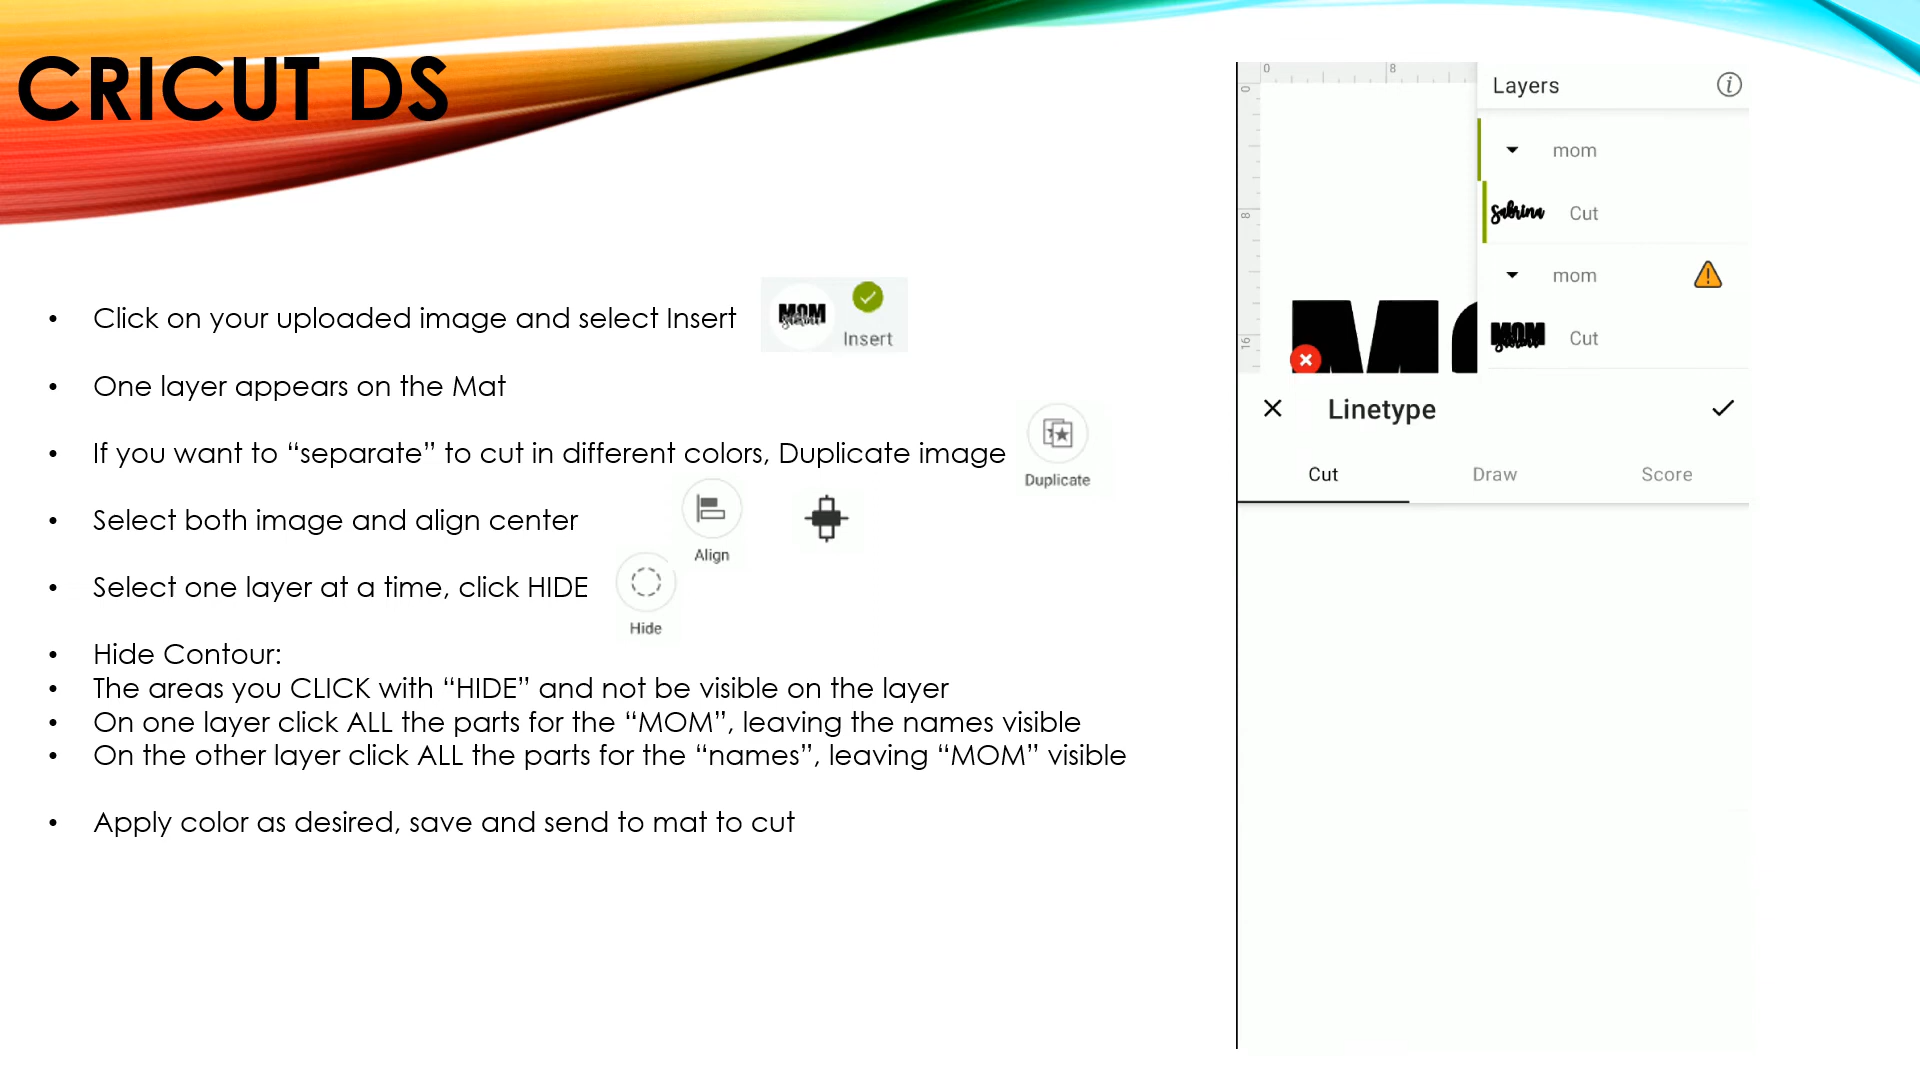 CRICUT DS
• Click on your uploaded image and select Insert
MOM
Insert
• One layer appears on the Mat
• If you want to “separate” to cut in different colors, Duplicate image
Duplicate
• Select both image and align center
Align
• Select one layer at a time, click HIDE
Hide
• Hide Contour:
• The areas you CLICK with “HIDE” and not be visible on the layer
• On one layer click ALL the parts for the “MOM”, leaving the names visible
• On the other layer click ALL the parts for the “names”, leaving “MOM” visible
• Apply color as desired, save and send to mat to cut
0 8
0
8
16
Layers
mom
Sabrina Cut
mom
MOM Cut
Linetype
Cut Draw Score